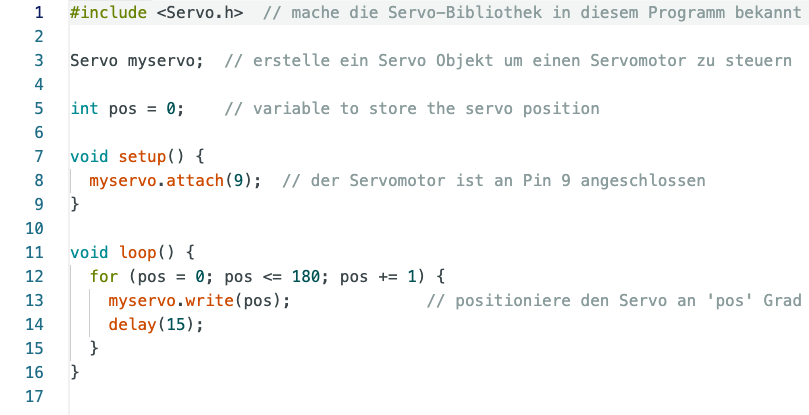 1 #include <Servo.h>  // mache die Servo-Bibliothek in diesem Programm bekannt
2
3 Servo myservo;  // erstelle ein Servo Objekt um einen Servomotor zu steuern
4
5 int pos = 0;    // variable to store the servo position
6
7 void setup() {
8   myservo.attach(9);  // der Servomotor ist an Pin 9 angeschlossen
9 }
10
11 void loop() {
12   for (pos = 0; pos <= 180; pos += 1) {
13     myservo.write(pos);              // positioniere den Servo an 'pos' Grad
14     delay(15);
15   }
16 }
17